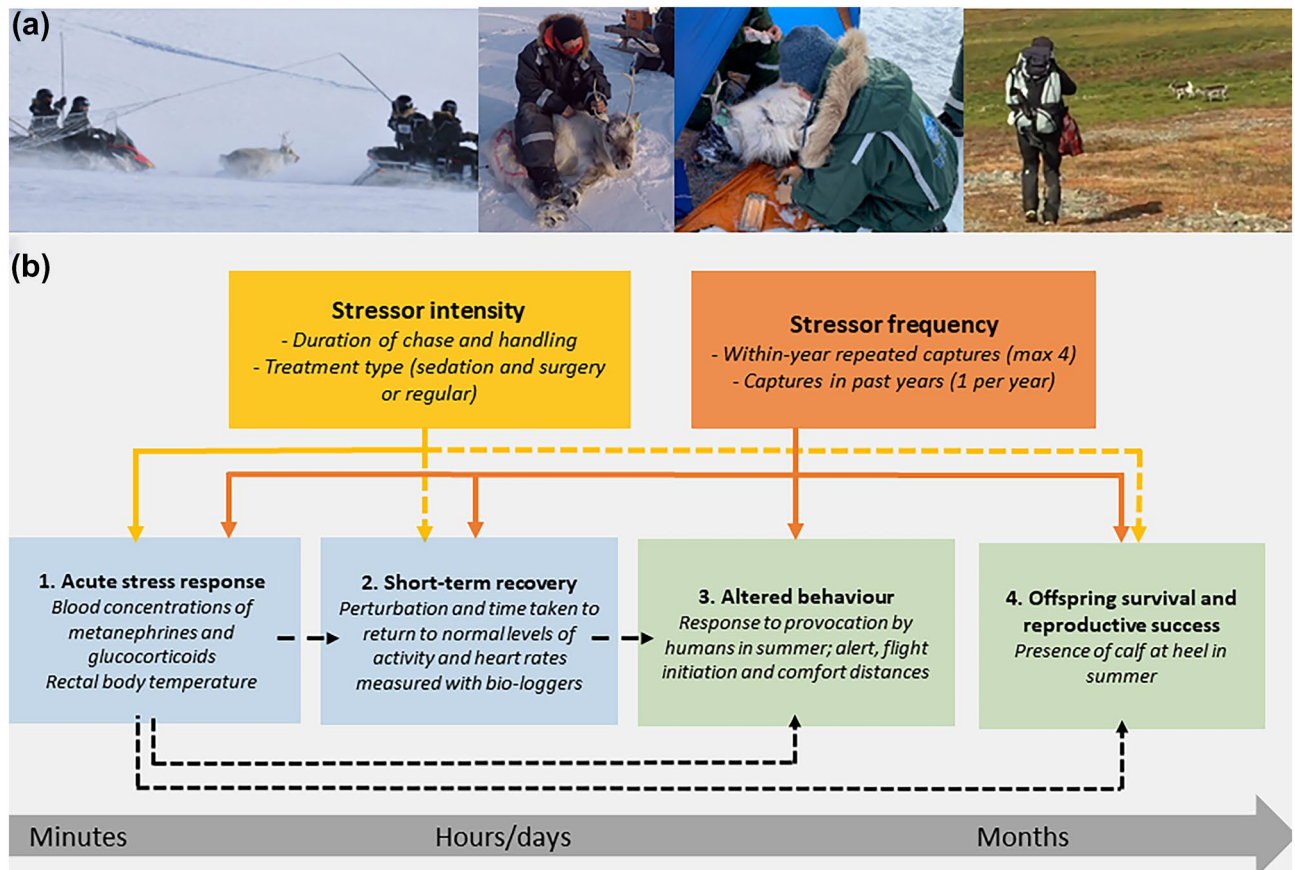 (a)
(b)
Stressor intensity
- Duration of chase and handling
- Treatment type (sedation and surgery
or regular)
Stressor frequency
- Within-year repeated captures (max 4)
- Captures in past years (1 per year)
1. Acute stress response
Blood concentrations of
metanephrines and
glucocorticoids
Rectal body temperature
2. Short-term recovery
Perturbation and time taken to
return to normal levels of
activity and heart rates
measured with bio-loggers
3. Altered behaviour
Response to provocation by
humans in summer; alert, flight
initiation and comfort distances
4. Offspring survival and
reproductive success
Presence of calf at heel in
summer
Minutes
Hours/days
Months